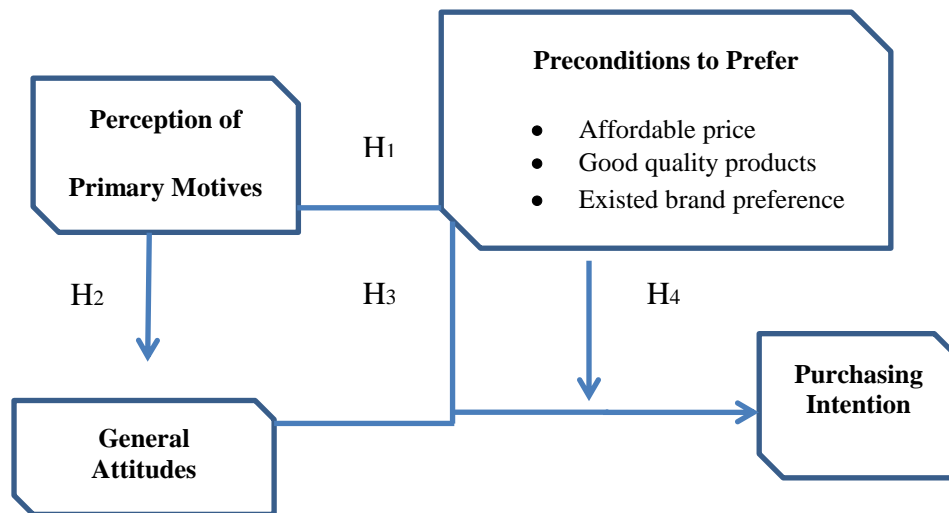 Preconditions to Prefer
Perception of
Primary Motives
H1
● Affordable price
● Good quality products
● Existed brand preference
H2
H3
H4
Purchasing
Intention
General
Attitudes